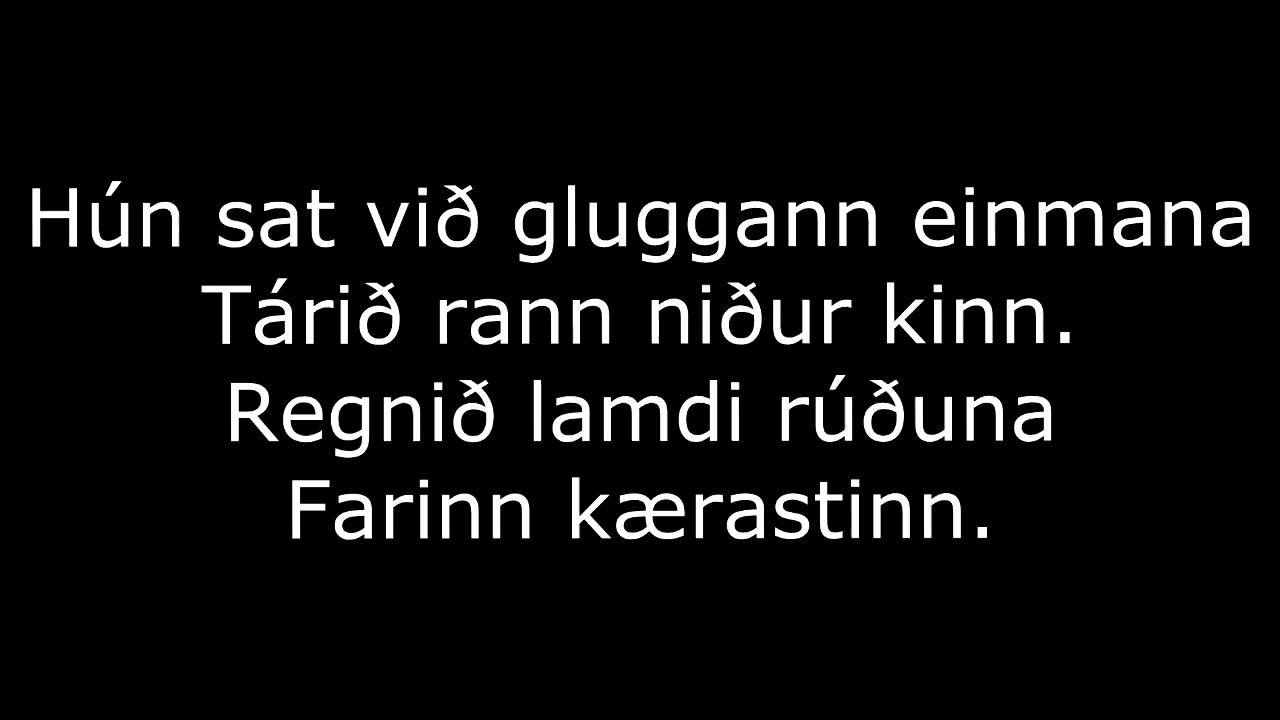 Hún sat við gluggann einmana
Tárið rann niður kinn.
Regnið lamdi rúðuna
Farinn kærastinn.